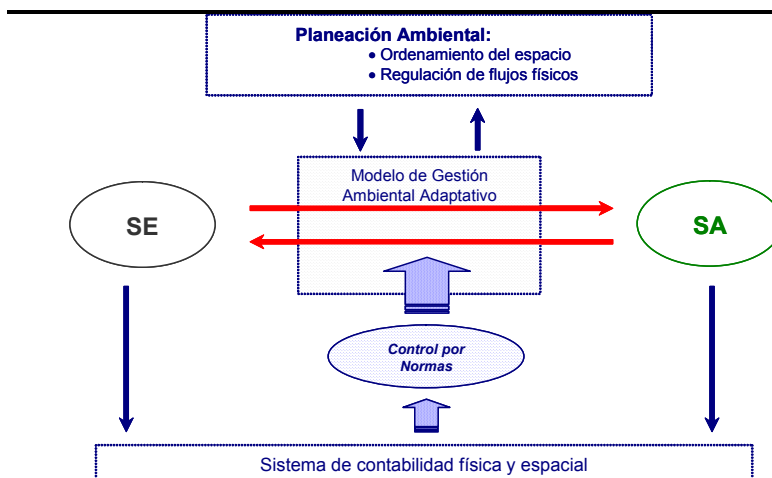 Planeación Ambiental:
• Ordenamiento del espacio
• Regulación de flujos físicos
Modelo de Gestión
Ambiental Adaptativo
SE
SA
Control por
Normas
Sistema de contabilidad física y espacial